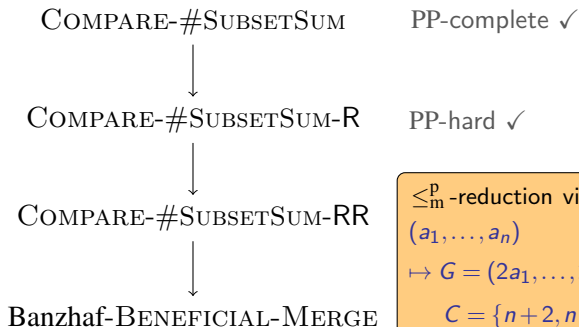 COMPARE-#SUBSETSUM PP-complete ✓
COMPARE-#SUBSETSUM-R PP-hard ✓
COMPARE-#SUBSETSUM-RR
Banzhaf-BENEFICIAL-MERGE
≤ᵖₘ-reduction vi
(a₁,…,aₙ)
↦ G = (2a₁,…,
C = {n+2, n